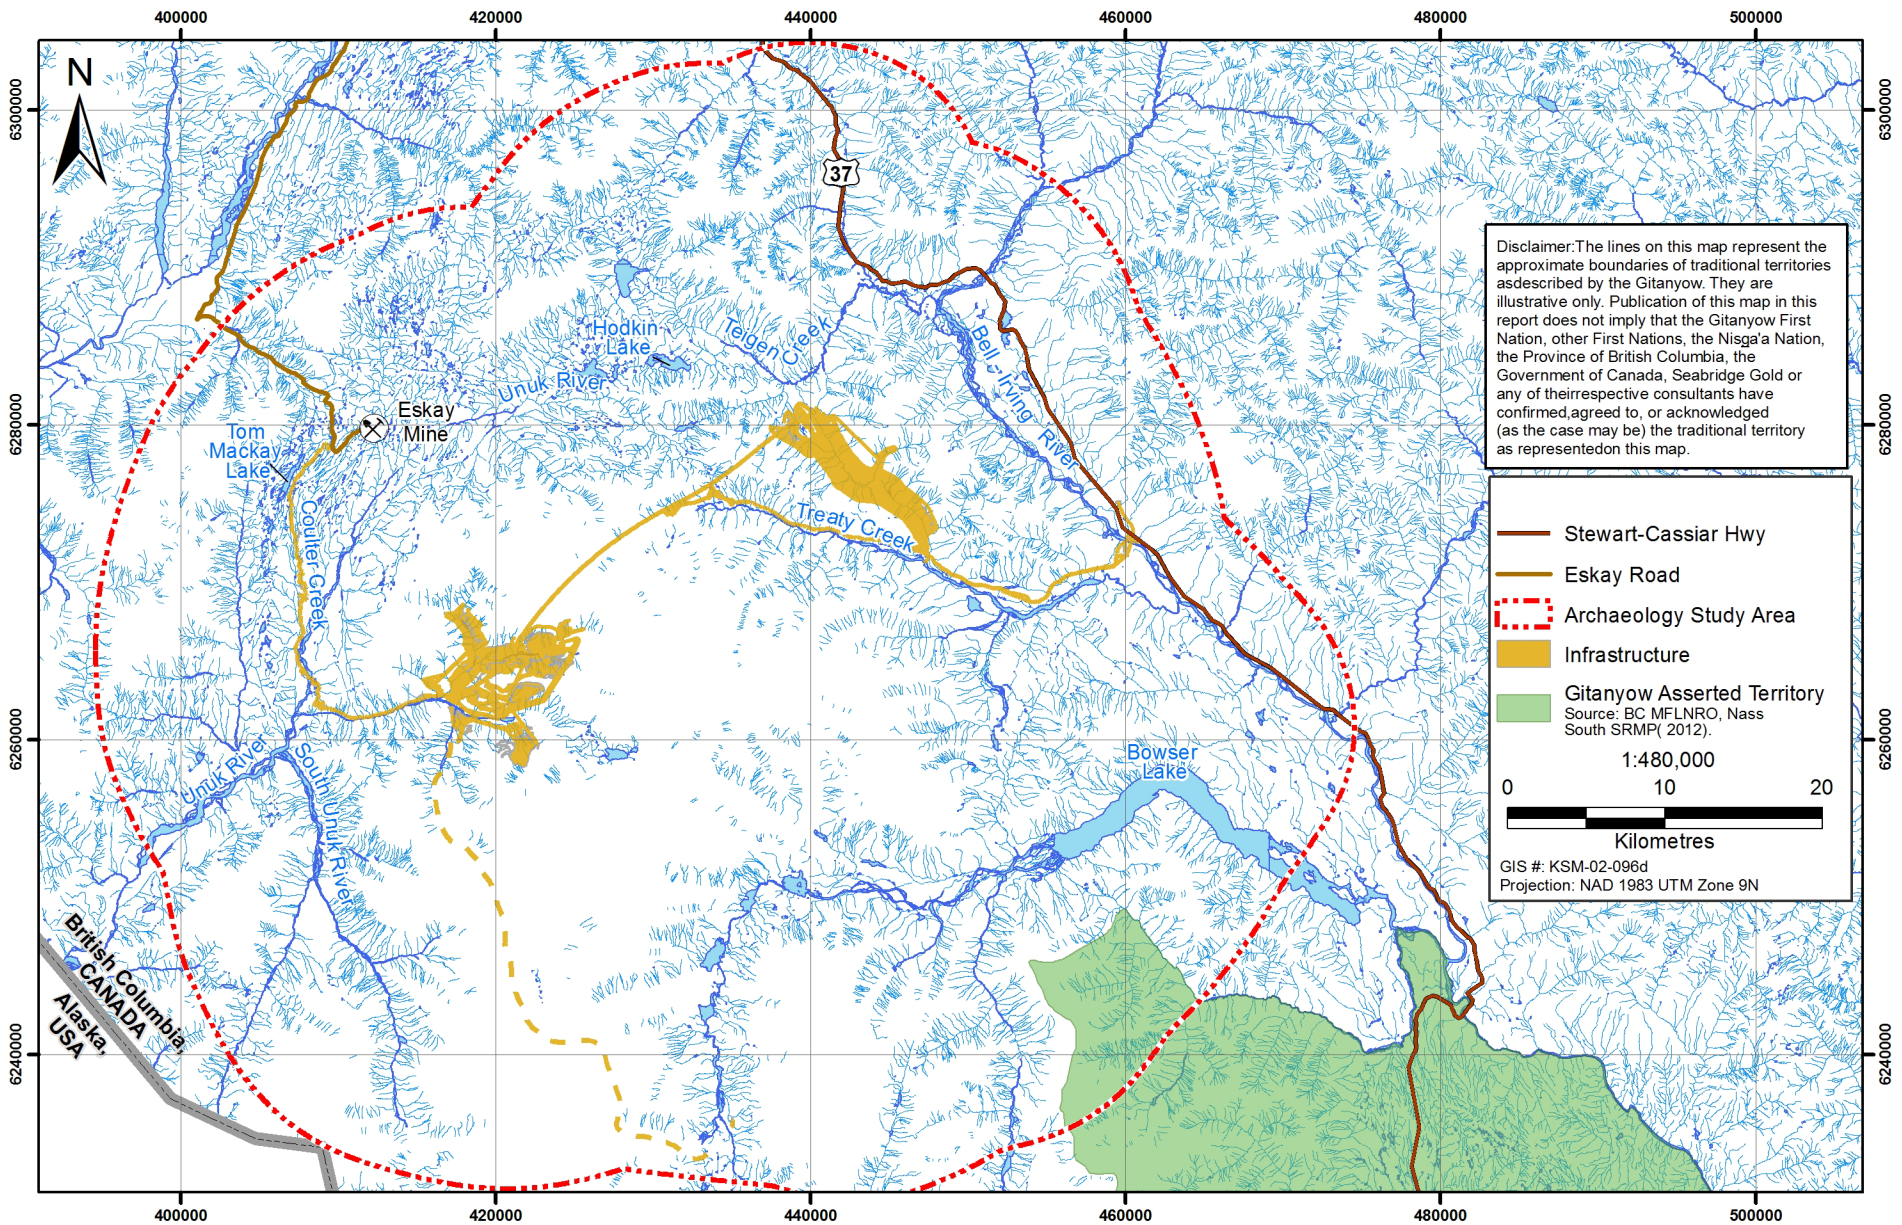 400000
420000
440000
460000
480000
500000
N
6300000
6300000
37
Disclaimer:The lines on this map represent the
approximate boundaries of traditional territories
asdescribed by the Gitanyow. They are
illustrative only. Publication of this map in this
report does not imply that the Gitanyow First
Nation, other First Nations, the Nisga'a Nation,
the Province of British Columbia, the
Government of Canada, Seabridge Gold or
any of theirrespective consultants have
confirmed,agreed to, or acknowledged
(as the case may be) the traditional territory
as representedon this map.
Hodkin
Lake
Teigen Creek
Bell - Irving River
Unuk River
Eskay
Mine
6280000
6280000
Tom
Mackay
Lake
Coulter Creek
Treaty Creek
Stewart-Cassiar Hwy
Eskay Road
Archaeology Study Area
Infrastructure
Gitanyow Asserted Territory
Source: BC MFLNRO, Nass
South SRMP( 2012).
1:480,000
0
10
20
Kilometres
GIS #: KSM-02-096d
Projection: NAD 1983 UTM Zone 9N
6260000
6260000
Unuk River
South Unuk River
Bowser
Lake
British Columbia,
CANADA
Alaska,
USA
6240000
6240000
400000
420000
440000
460000
480000
500000